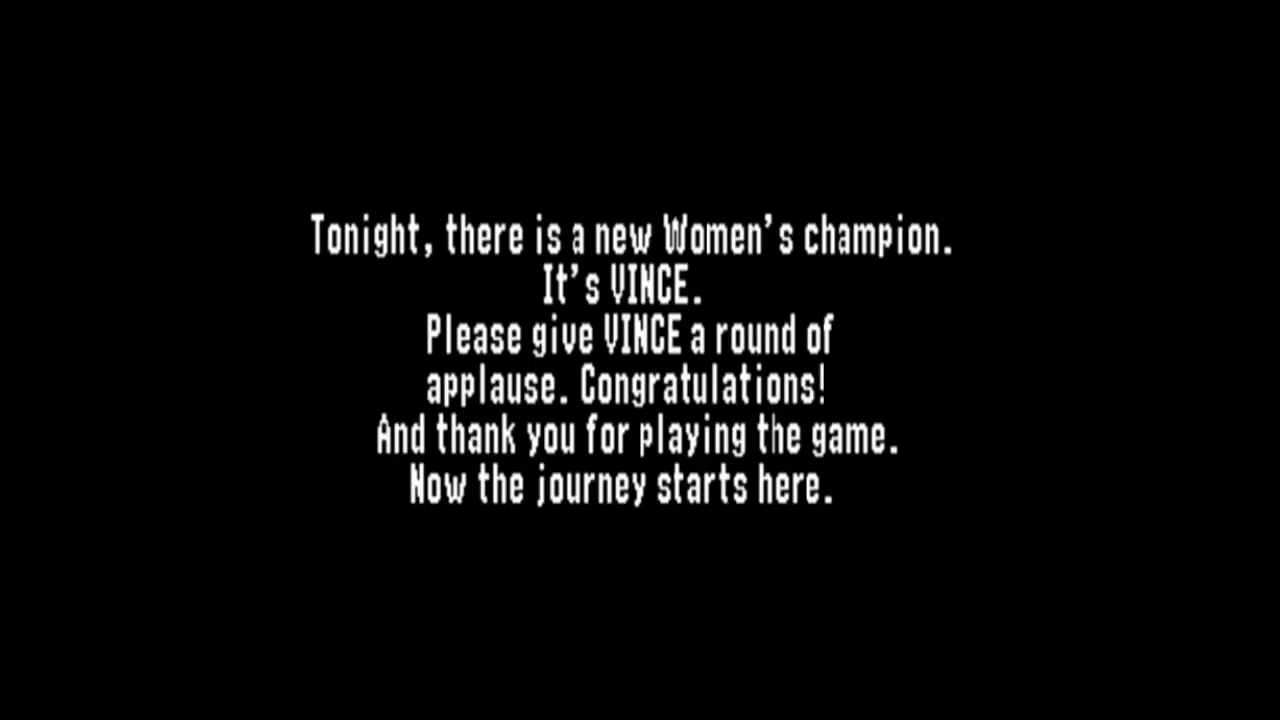 Tonight, there is a new Women's champion.
It's VINCE.
Please give VINCE a round of
applause. Congratulations!
And thank you for playing the game.
Now the journey starts here.